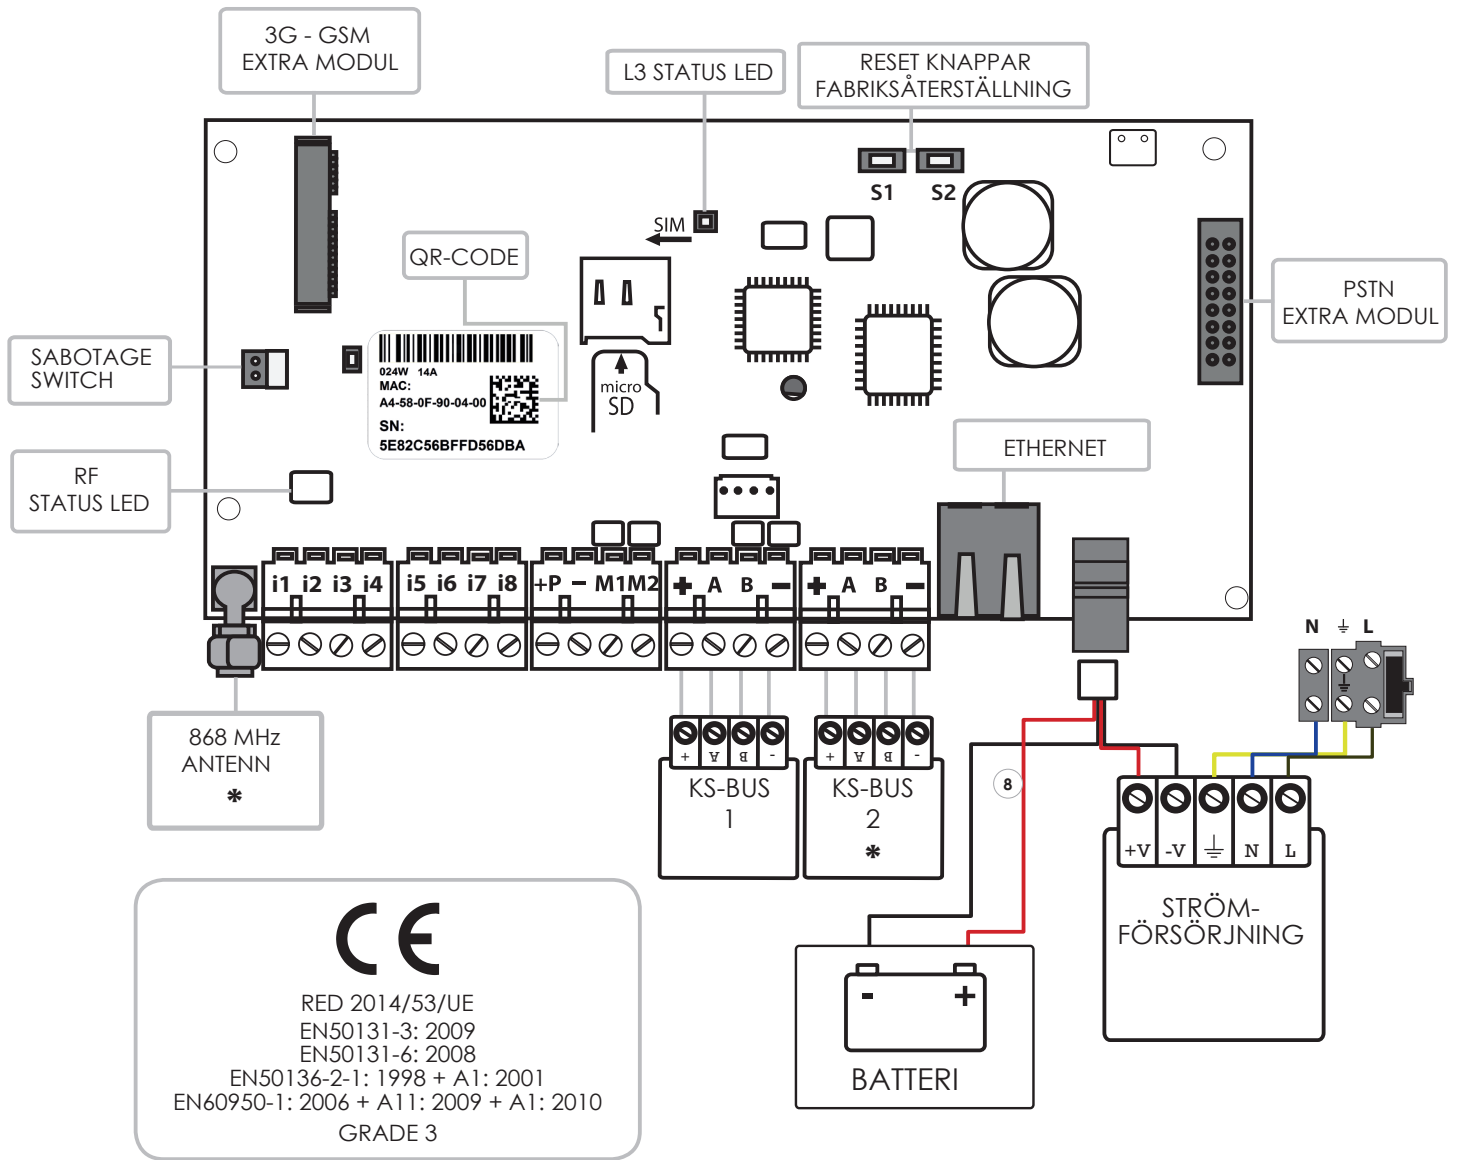 3G - GSM
EXTRA MODUL
L3 STATUS LED
RESET KNAPPAR
FABRIKSÅTERSTÄLLNING
S1 S2
SIM
QR-CODE
PSTN
EXTRA MODUL
SABOTAGE
SWITCH
024W 14A
MAC:
A4-58-0F-90-04-00
SN:
5E82C56BFFD56DBA
micro
SD
ETHERNET
RF
STATUS LED
i1 i2 i3 i4
i5 i6 i7 i8
+P - M1 M2
+ A B -
+ A B -
N L
868 MHz
ANTENN
*
+ A B -
KS-BUS
1
+ A B -
KS-BUS
2
*
8
+V -V N L
STRÖM-
FÖRSÖRJNING
- +
BATTERI
CE
RED 2014/53/UE
EN50131-3: 2009
EN50131-6: 2008
EN50136-2-1: 1998 + A1: 2001
EN60950-1: 2006 + A11: 2009 + A1: 2010
GRADE 3